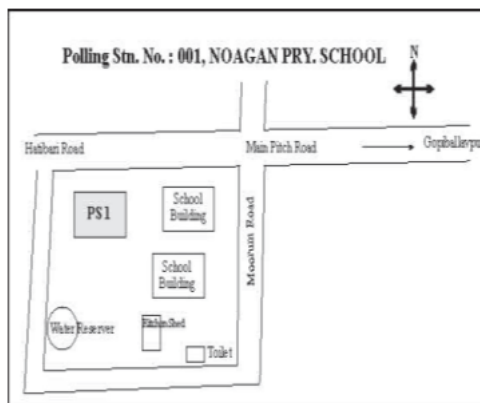 Polling Stn. No. : 001, NOAGAN PRY. SCHOOL
N
Hatibari Road
Main Pitch Road
Gopiballavpu
PS1
School
Building
Moorum Road
School
Building
Water Reserver
Kitchen Shed
Toilet